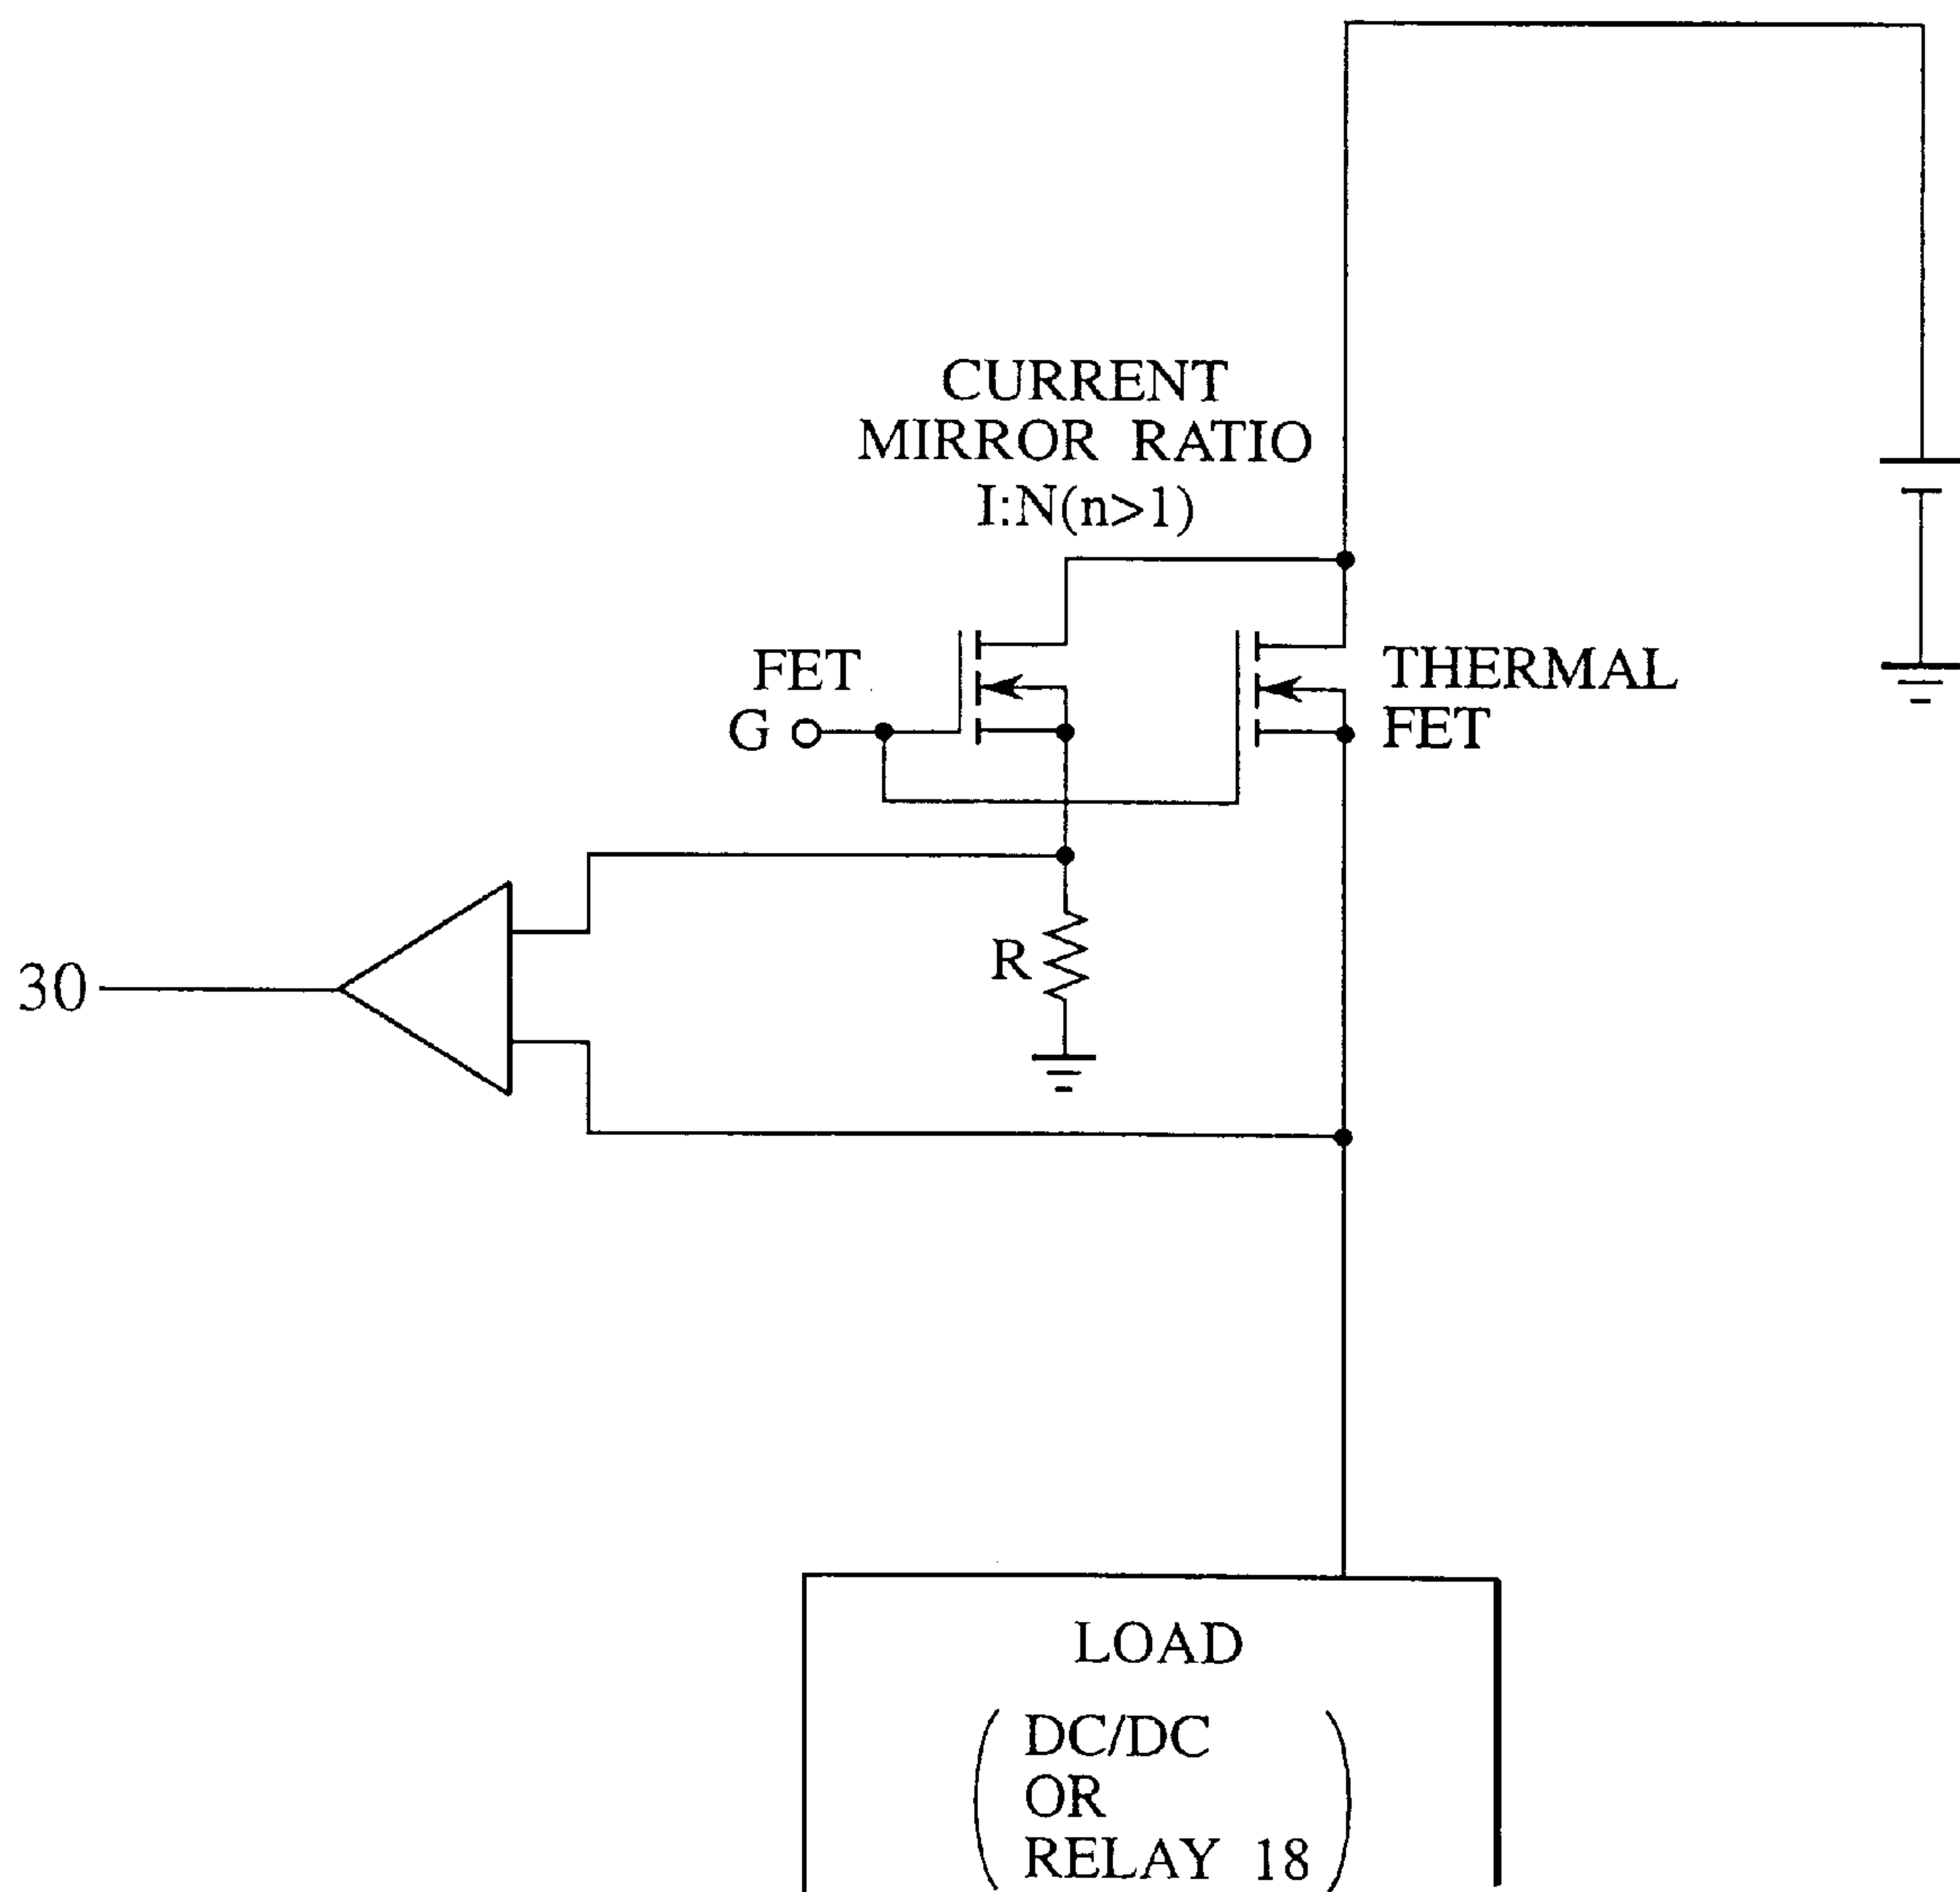 CURRENT
MIRROR RATIO
I:N(n>1)
FET
G
THERMAL
FET
30
R
LOAD
DC/DC
OR
RELAY 18